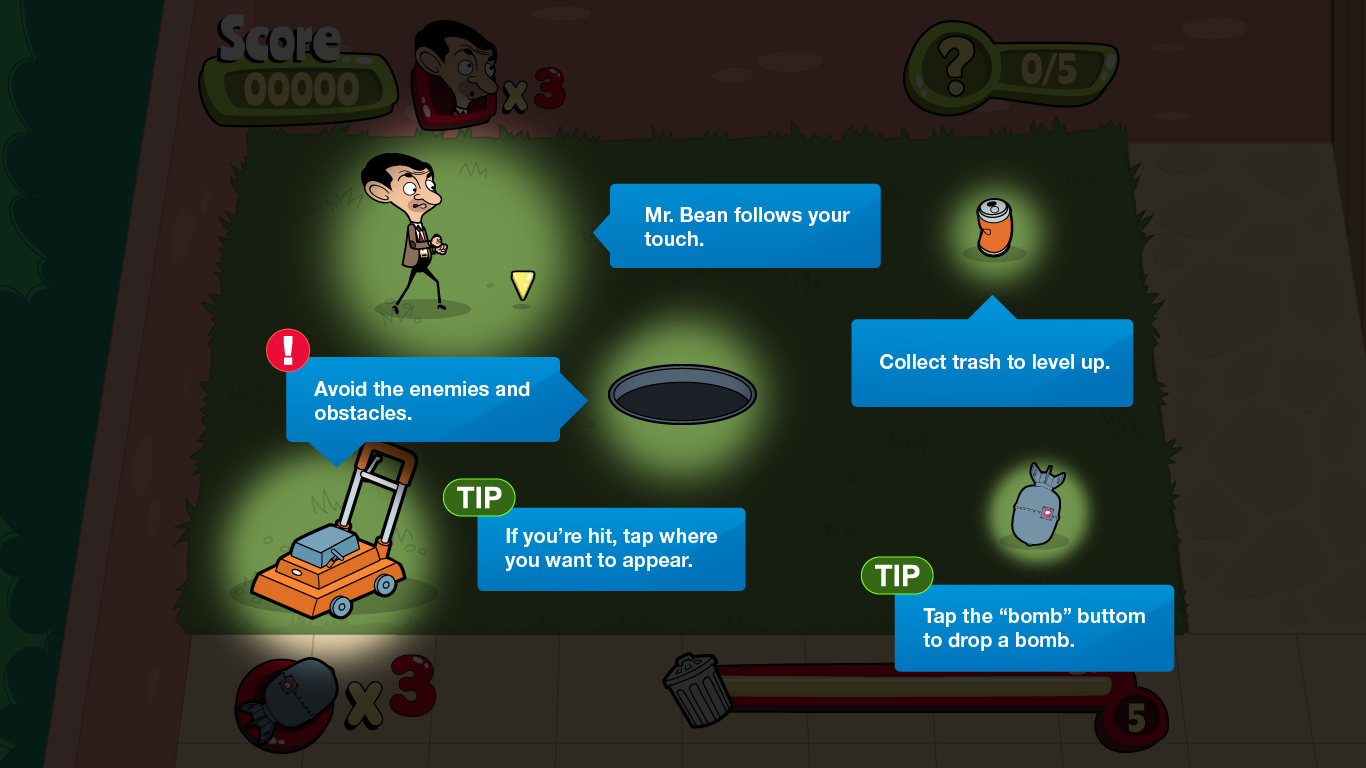 Score
00000
x 3
?
0/5
Mr. Bean follows your
touch.
Collect trash to level up.
!
Avoid the enemies and
obstacles.
TIP
If you’re hit, tap where
you want to appear.
TIP
Tap the “bomb” buttom
to drop a bomb.
x 3
5